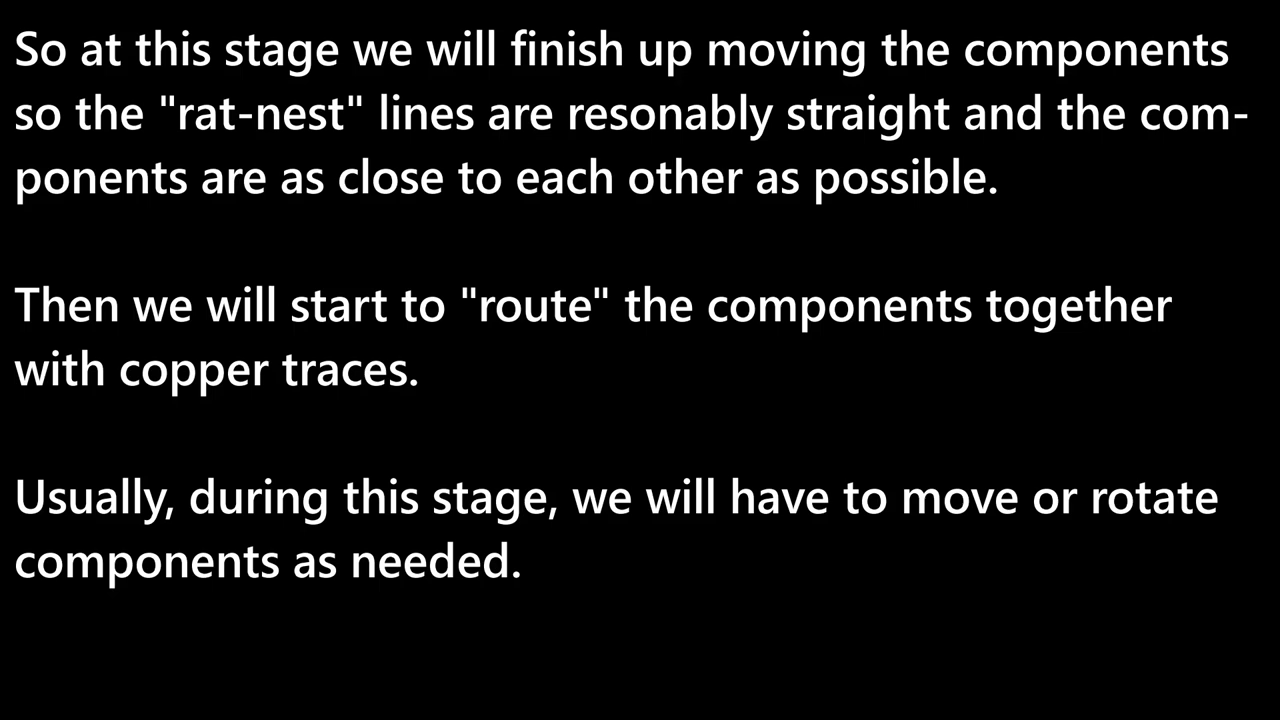 So at this stage we will finish up moving the components
so the "rat-nest" lines are resonably straight and the com-
ponents are as close to each other as possible.
Then we will start to "route" the components together
with copper traces.
Usually, during this stage, we will have to move or rotate
components as needed.